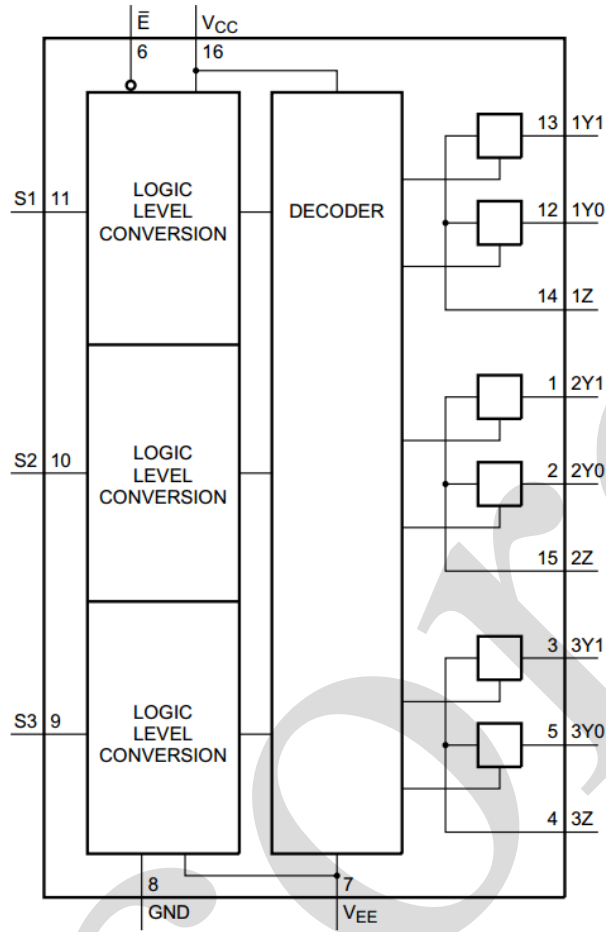 E̅ VCC
6 16
13 1Y1
S1 11
LOGIC
LEVEL
CONVERSION
DECODER
12 1Y0
14 1Z
1 2Y1
S2 10
LOGIC
LEVEL
CONVERSION
2 2Y0
15 2Z
3 3Y1
S3 9
LOGIC
LEVEL
CONVERSION
5 3Y0
4 3Z
8 7
GND VEE